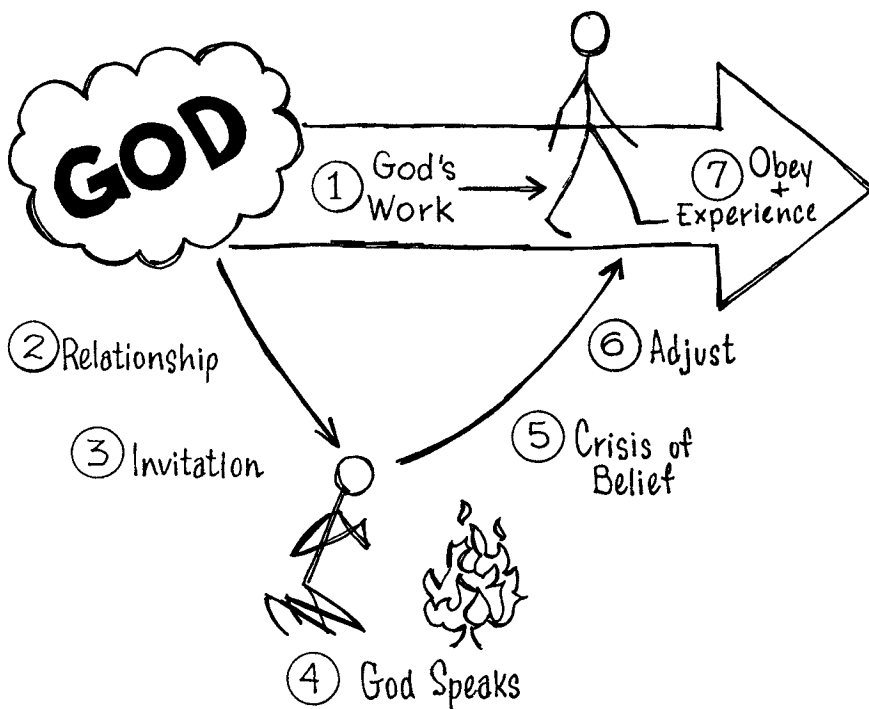 GOD
1 God's
Work
7 Obey
+
Experience
2 Relationship
6 Adjust
3 Invitation
5 Crisis of
Belief
4 God Speaks